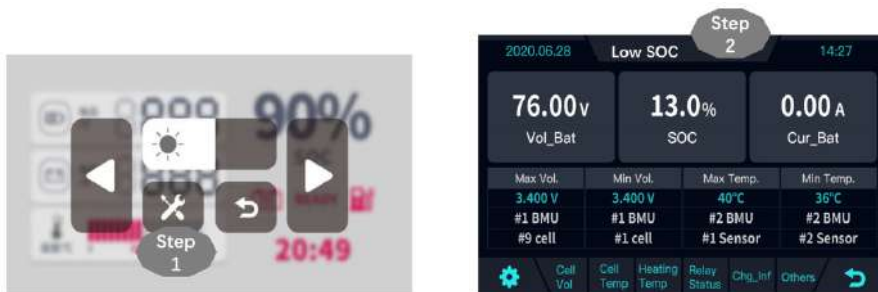 90%
SOC
READY
20:49
Step
1
Step
2
2020.06.28
Low SOC
14:27
76.00V
13.0%
0.00 A
Vol_Bat
SOC
Cur_Bat
Max Vol.
Min Vol.
Max Temp.
Min Temp.
3.400 V
3.400 V
40°C
36°C
#1 BMU
#1 BMU
#2 BMU
#2 BMU
#9 cell
#1 cell
#1 Sensor
#2 Sensor
Cell
Vol
Cell
Temp
Heating
Temp
Relay
Status
Chg_Inf
Others